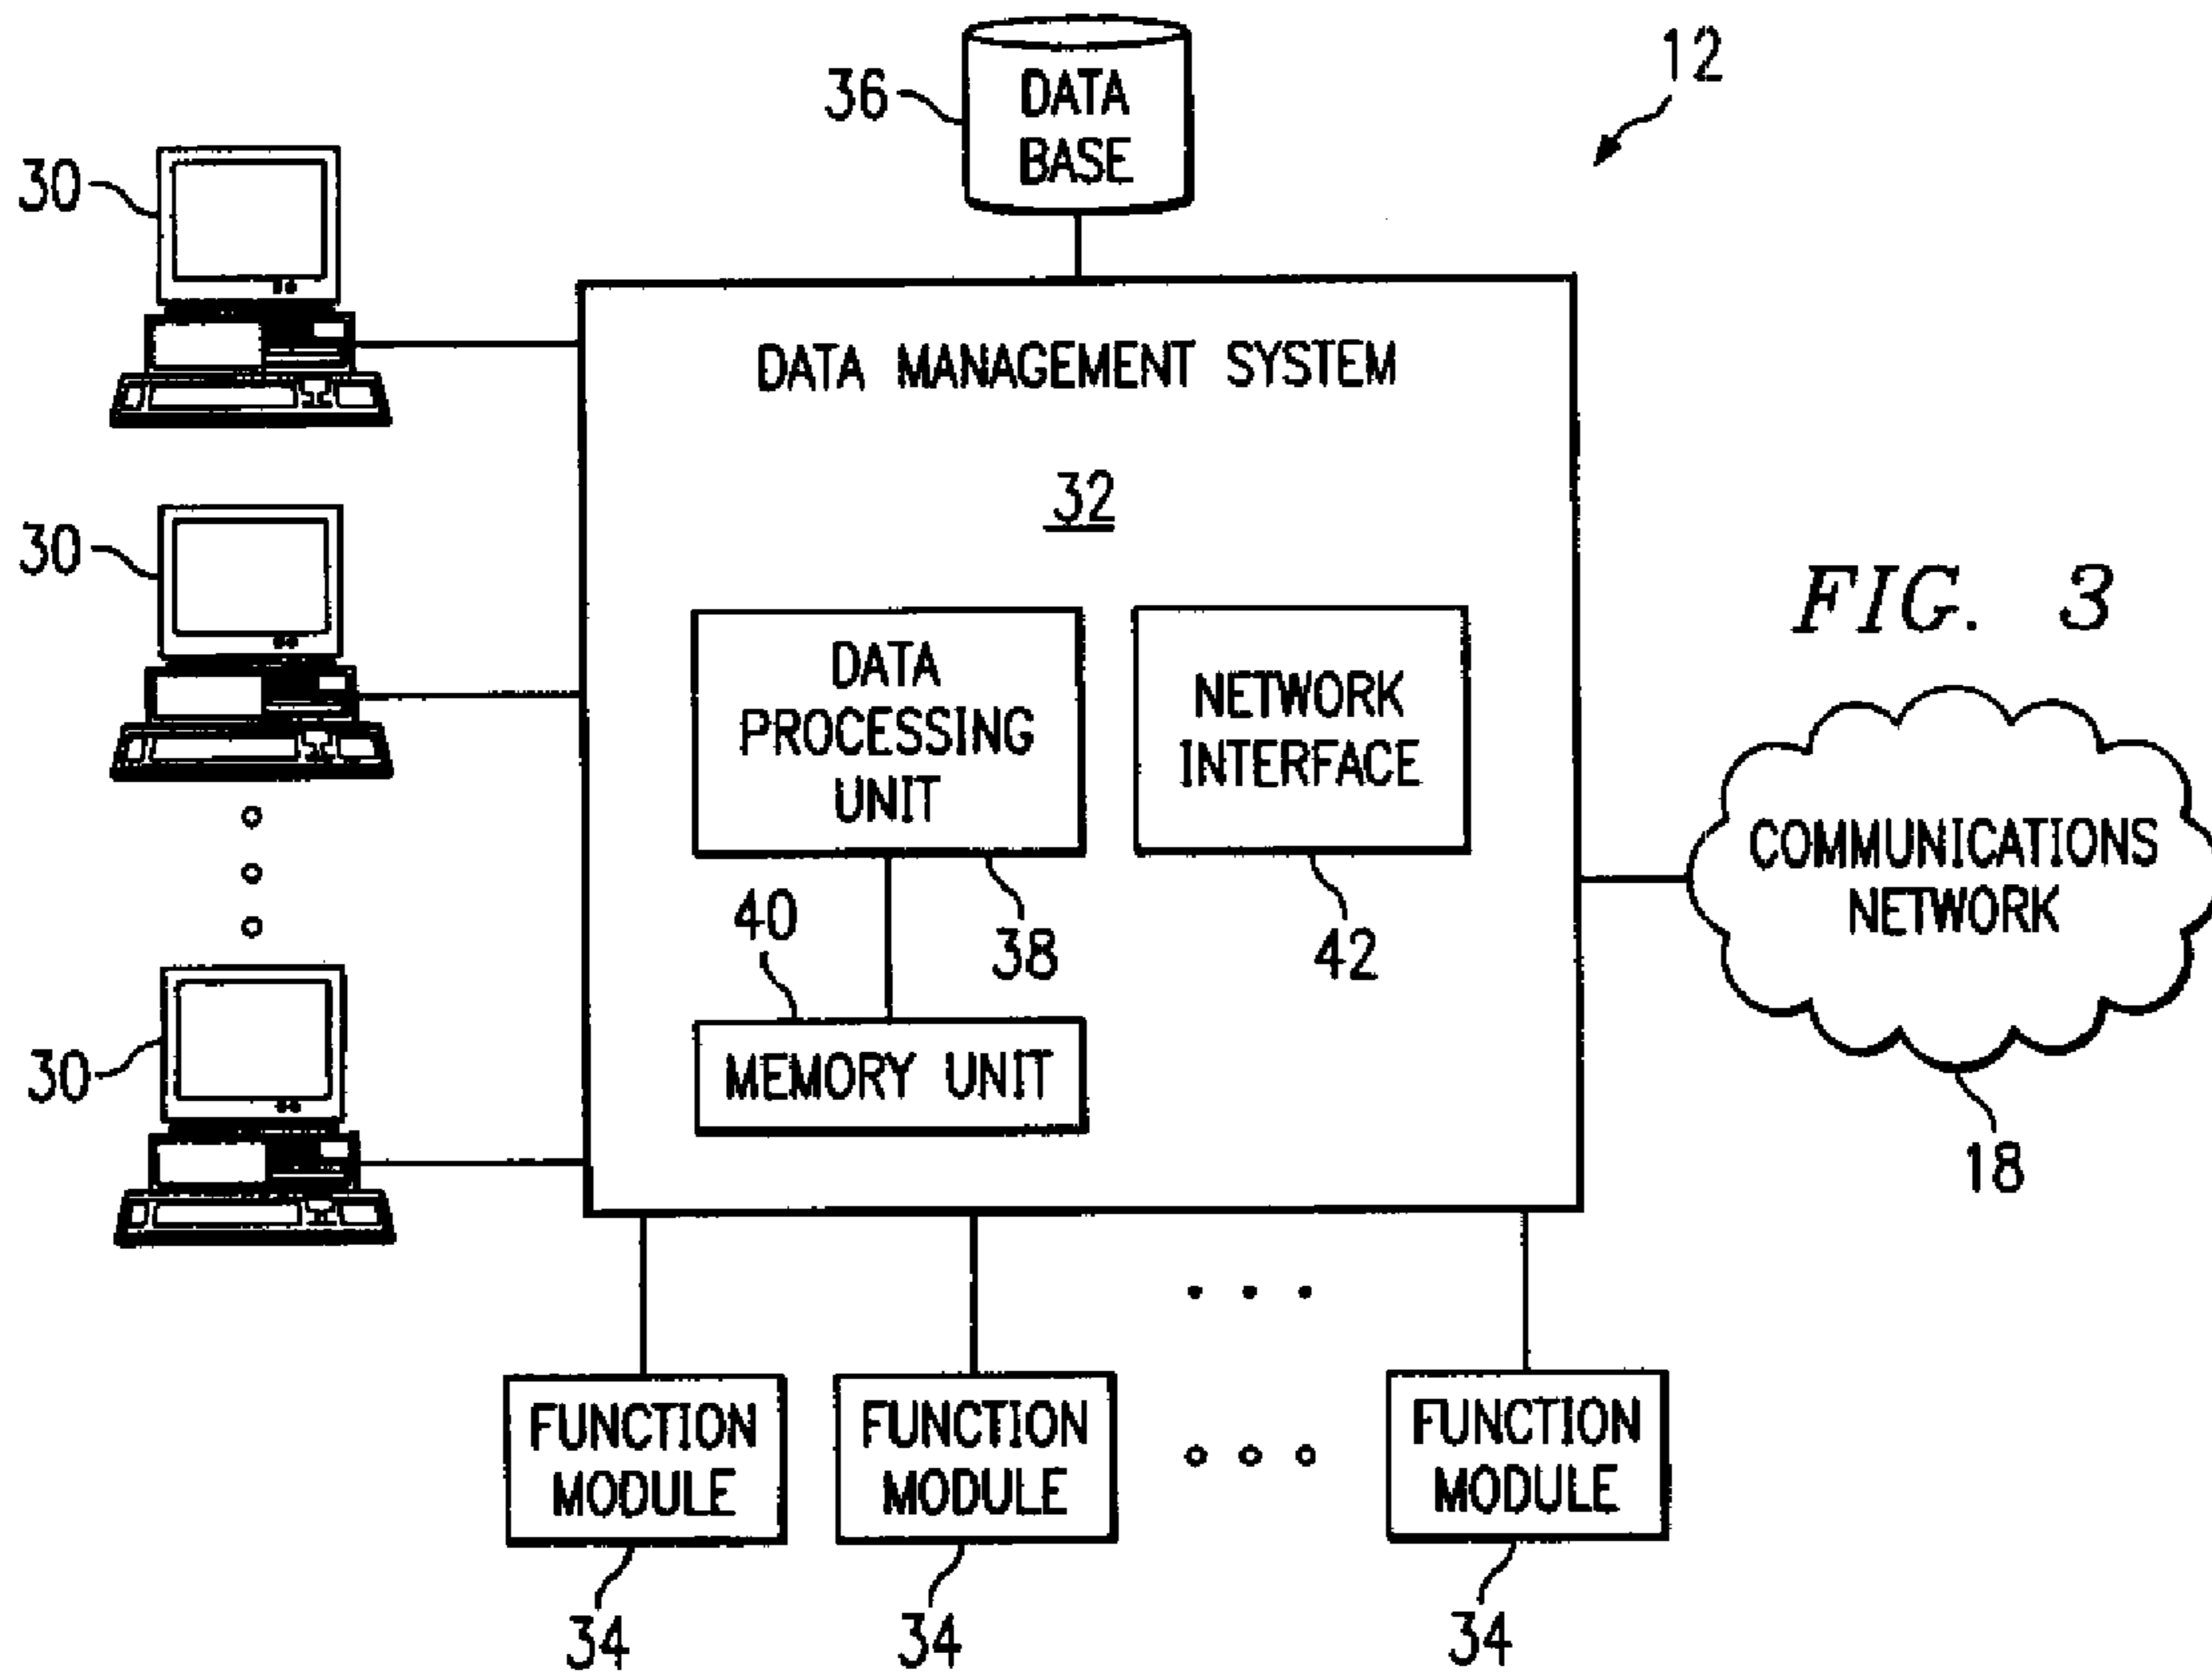 12
36
DATA
BASE
30
DATA MANAGEMENT SYSTEM
32
30
FIG. 3
DATA
PROCESSING
UNIT
NETWORK
INTERFACE
COMMUNICATIONS
NETWORK
40
38
42
30
MEMORY UNIT
18
FUNCTION
MODULE
FUNCTION
MODULE
FUNCTION
MODULE
34
34
34